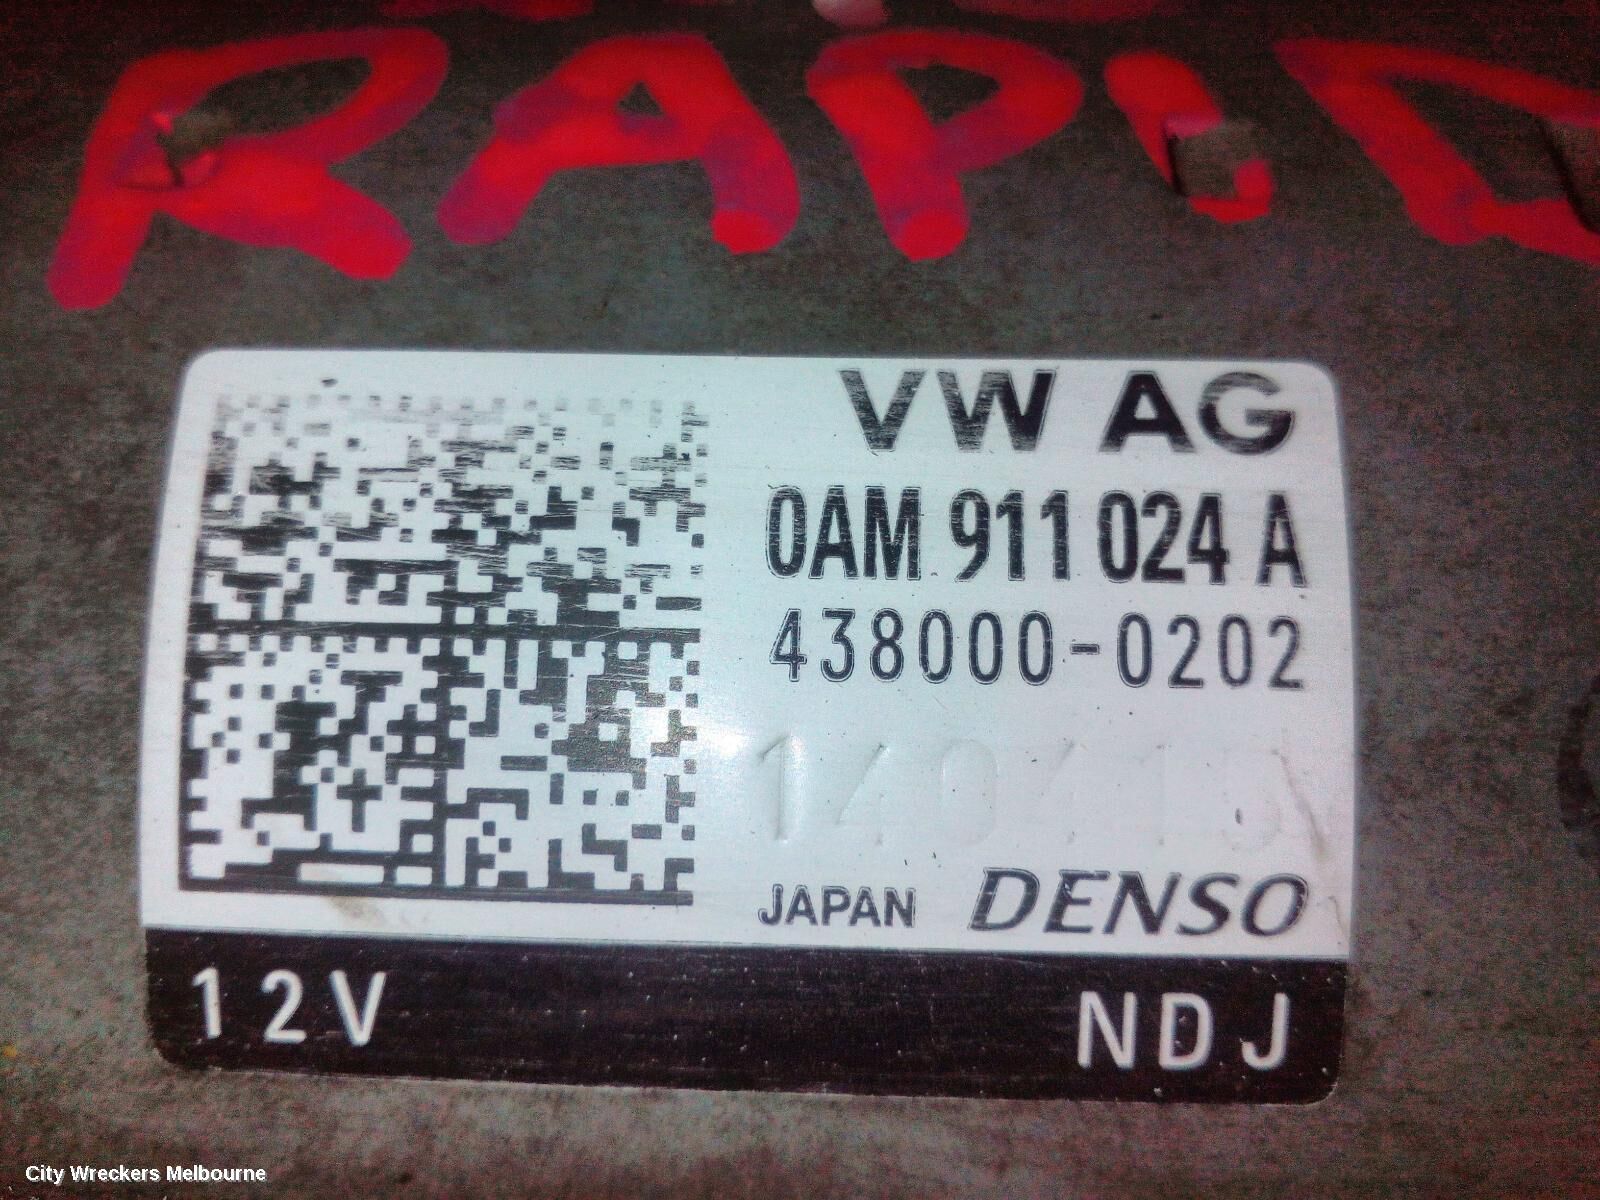 RAPID
VW AG
0AM 911 024 A
438000-0202
JAPAN DENSO
12V NDJ
City Wreckers Melbourne